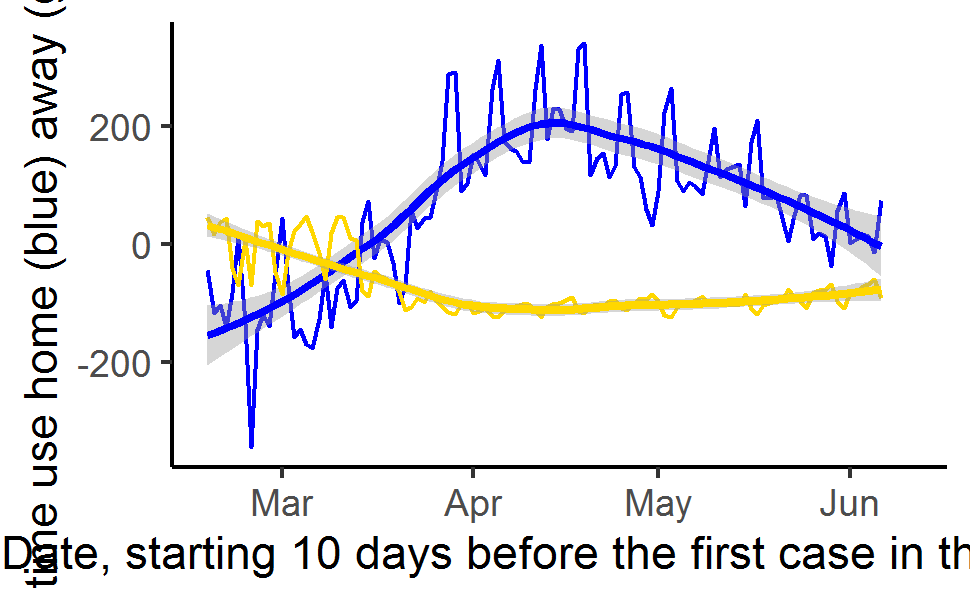 time use home (blue) away (
200
0
-200
Mar Apr May Jun
Date, starting 10 days before the first case in th